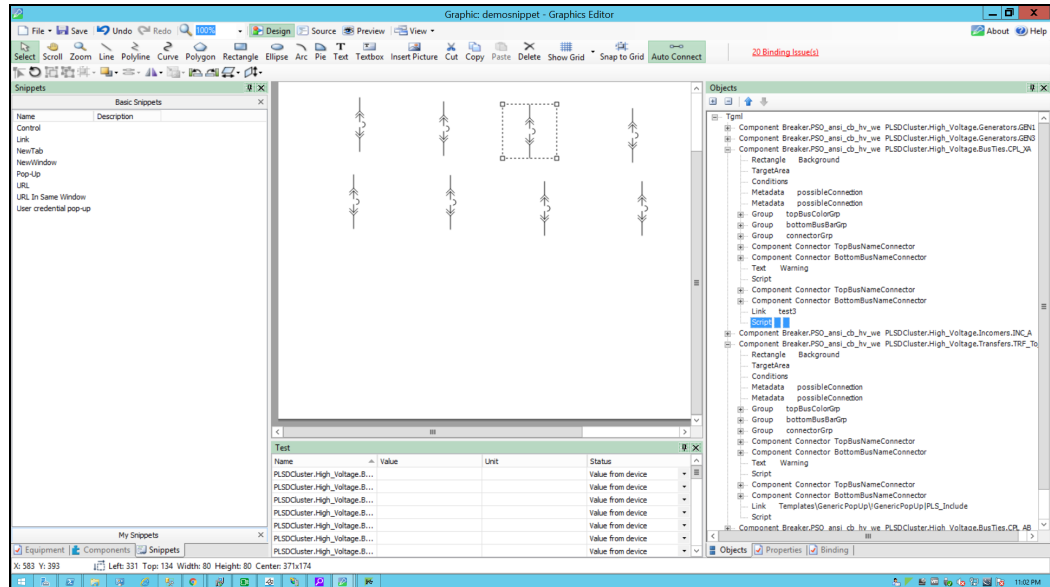 Graphic: demosnippet - Graphics Editor
File Save Undo Redo 100% Design Source Preview View About Help
Select Scroll Zoom Line Polyline Curve Polygon Rectangle Ellipse Arc Pie Text Textbox Insert Picture Cut Copy Paste Delete Show Grid Snap to Grid Auto Connect
20 Binding Issue(s)
Snippets
Basic Snippets
Name Description
Control
Link
NewTab
NewWindow
Pop-Up
URL
URL In Same Window
User credential pop-up
My Snippets
Equipment Components Snippets
Test
Name Value Unit Status
PLSDCluster.High_Voltage.B... Value from device
PLSDCluster.High_Voltage.B... Value from device
PLSDCluster.High_Voltage.B... Value from device
PLSDCluster.High_Voltage.B... Value from device
PLSDCluster.High_Voltage.B... Value from device
PLSDCluster.High_Voltage.B... Value from device
PLSDCluster.High_Voltage.B... Value from device
Objects
Tgml
Component Breaker.PSO_ansi_cb_hv_we PLSDCluster.High_Voltage.Generators.GEN1
Component Breaker.PSO_ansi_cb_hv_we PLSDCluster.High_Voltage.Generators.GEN3
Component Breaker.PSO_ansi_cb_hv_we PLSDCluster.High_Voltage.BusTies.CPL_XA
Rectangle Background
TargetArea
Conditions
Metadata possibleConnection
Metadata possibleConnection
Group topBusColorGrp
Group bottomBusBarGrp
Group connectorGrp
Component Connector TopBusNameConnector
Component Connector BottomBusNameConnector
Text Warning
Script
Component Connector TopBusNameConnector
Component Connector BottomBusNameConnector
Link test3
Script
Component Breaker.PSO_ansi_cb_hv_we PLSDCluster.High_Voltage.Incomers.INC_A
Component Breaker.PSO_ansi_cb_hv_we PLSDCluster.High_Voltage.Transfers.TRF_To
Rectangle Background
TargetArea
Conditions
Metadata possibleConnection
Metadata possibleConnection
Group topBusColorGrp
Group bottomBusBarGrp
Group connectorGrp
Component Connector TopBusNameConnector
Component Connector BottomBusNameConnector
Text Warning
Script
Component Connector TopBusNameConnector
Component Connector BottomBusNameConnector
Link Templates\GenericPopUp\!GenericPopUp|PLS_Include
Script
Component Breaker.PSO_ansi_cb_hv_we PLSDCluster.High_Voltage.BusTies.CPL_AB
Objects Properties Binding
X: 583 Y: 393 Left: 331 Top: 134 Width: 80 Height: 80 Center: 371x174
11:02 PM